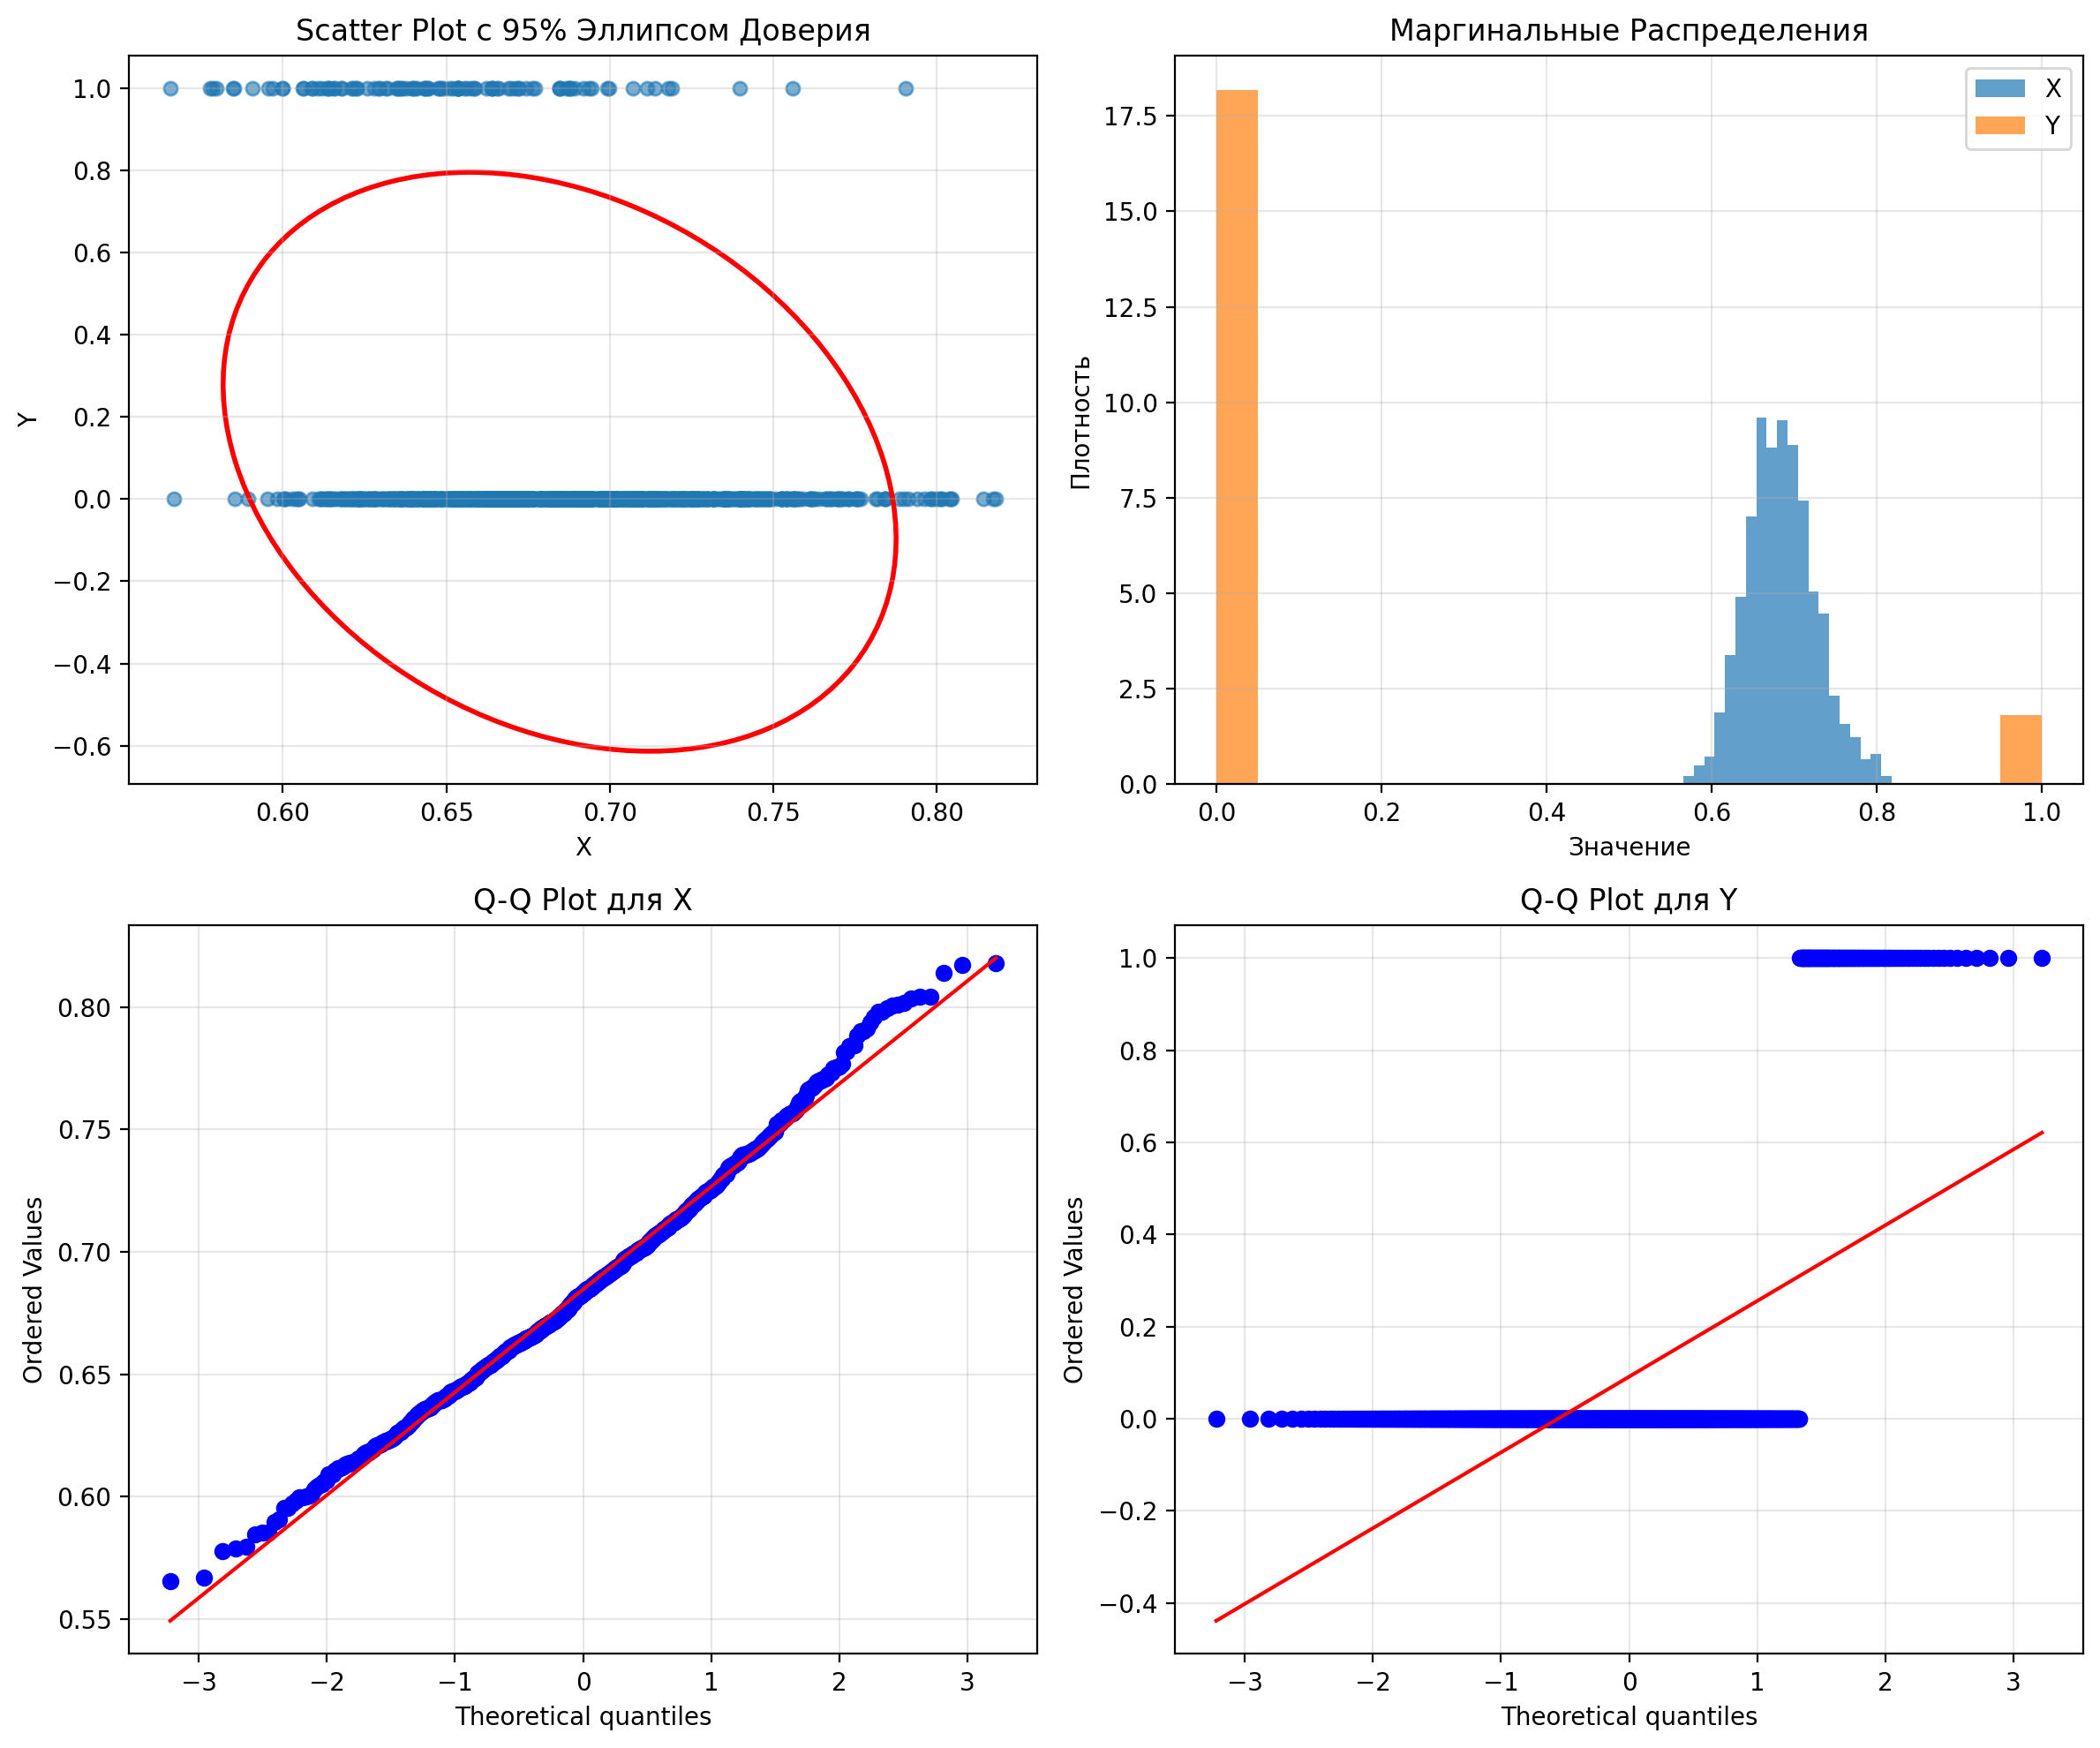 Scatter Plot с 95% Эллипсом Доверия
1.0
0.8
0.6
0.4
0.2
0.0
−0.2
−0.4
−0.6
Y
0.60 0.65 0.70 0.75 0.80
X
Маргинальные Распределения
X
Y
17.5
15.0
12.5
10.0
7.5
5.0
2.5
0.0
Плотность
0.0 0.2 0.4 0.6 0.8 1.0
Значение
Q-Q Plot для X
0.80
0.75
0.70
0.65
0.60
0.55
Ordered Values
−3 −2 −1 0 1 2 3
Theoretical quantiles
Q-Q Plot для Y
1.0
0.8
0.6
0.4
0.2
0.0
−0.2
−0.4
Ordered Values
−3 −2 −1 0 1 2 3
Theoretical quantiles